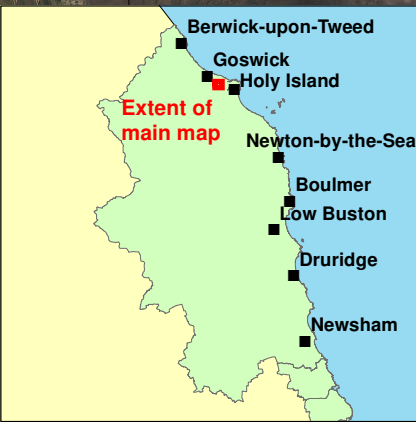 Berwick-upon-Tweed
Goswick
Holy Island
Extent of
main map
Newton-by-the-Sea
Boulmer
Low Buston
Druridge
Newsham